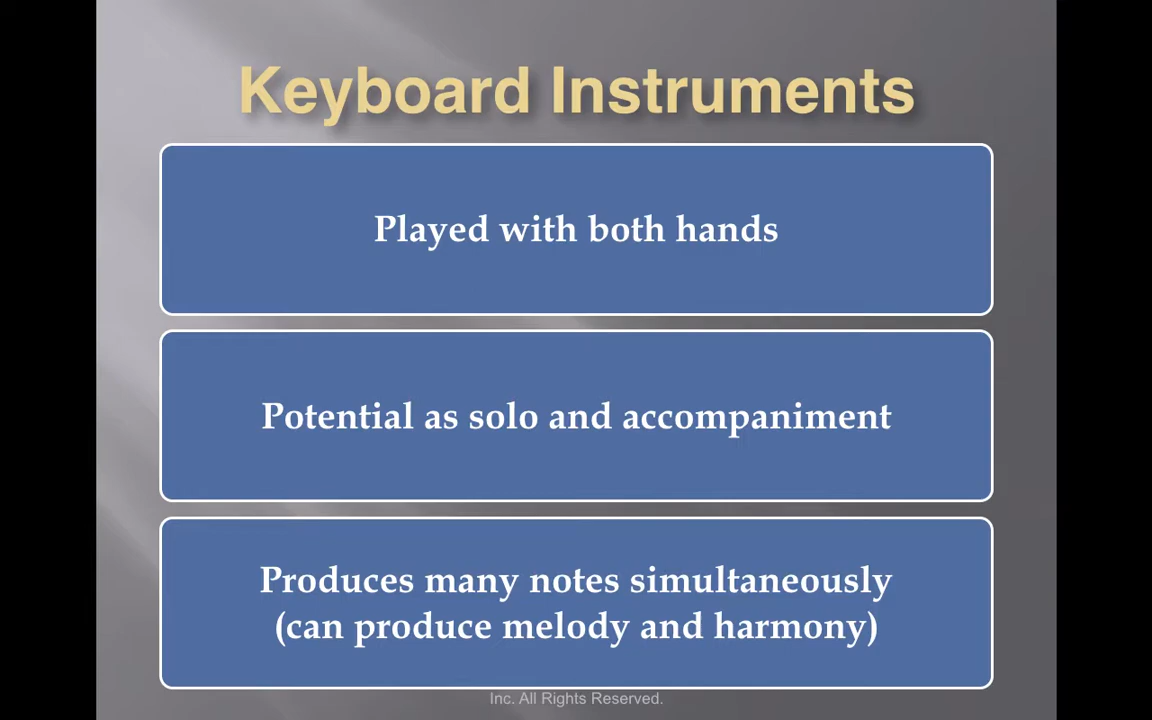 Keyboard Instruments
Played with both hands
Potential as solo and accompaniment
Produces many notes simultaneously
(can produce melody and harmony)
Inc. All Rights Reserved.